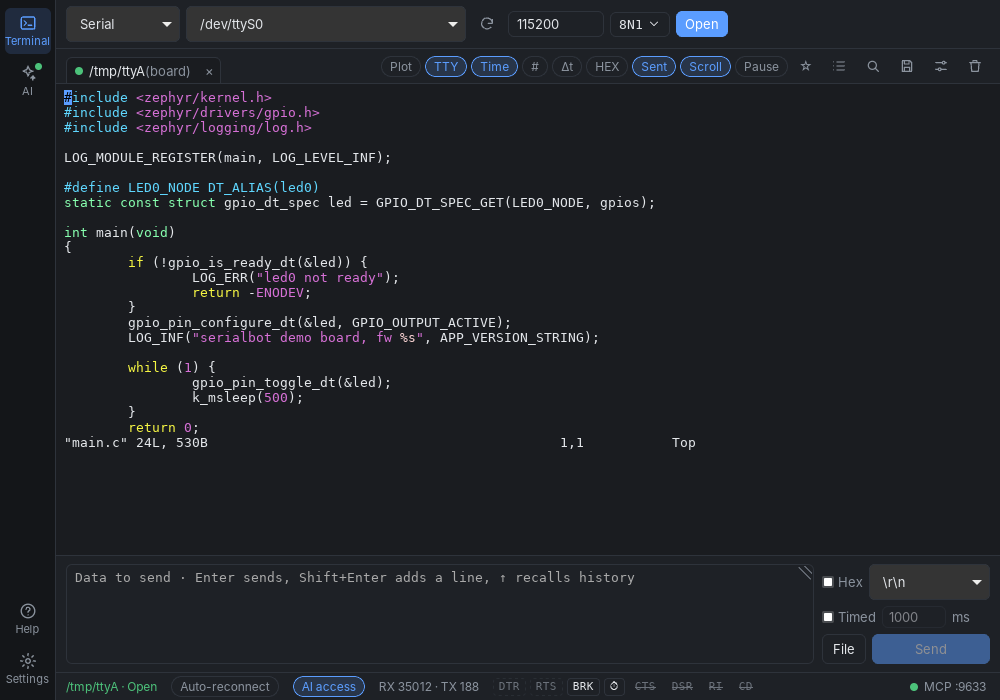 Terminal
AI
Help
Settings
Serial
/dev/ttyS0
115200
8N1
Open
/tmp/ttyA(board) ×
Plot TTY Time # Δt HEX Sent Scroll Pause
#include <zephyr/kernel.h>
#include <zephyr/drivers/gpio.h>
#include <zephyr/logging/log.h>
LOG_MODULE_REGISTER(main, LOG_LEVEL_INF);
#define LED0_NODE DT_ALIAS(led0)
static const struct gpio_dt_spec led = GPIO_DT_SPEC_GET(LED0_NODE, gpios);
int main(void)
{
        if (!gpio_is_ready_dt(&led)) {
                LOG_ERR("led0 not ready");
                return -ENODEV;
        }
        gpio_pin_configure_dt(&led, GPIO_OUTPUT_ACTIVE);
        LOG_INF("serialbot demo board, fw %s", APP_VERSION_STRING);
        while (1) {
                gpio_pin_toggle_dt(&led);
                k_msleep(500);
        }
        return 0;
"main.c" 24L, 530B 1,1 Top
Data to send · Enter sends, Shift+Enter adds a line, ↑ recalls history
Hex \r\n
Timed 1000 ms
File Send
/tmp/ttyA · Open Auto-reconnect AI access RX 35012 · TX 188 DTR RTS BRK CTS DSR RI CD MCP :9633